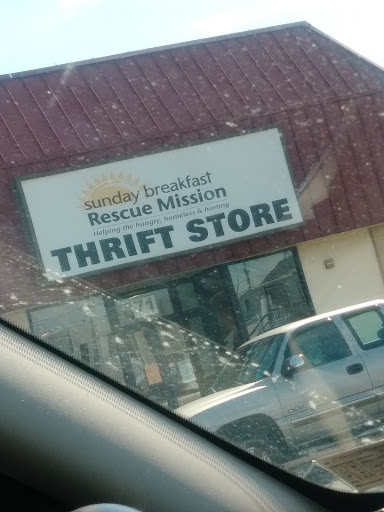 sunday breakfast
Rescue Mission
Helping the hungry, homeless & hurting
THRIFT STORE